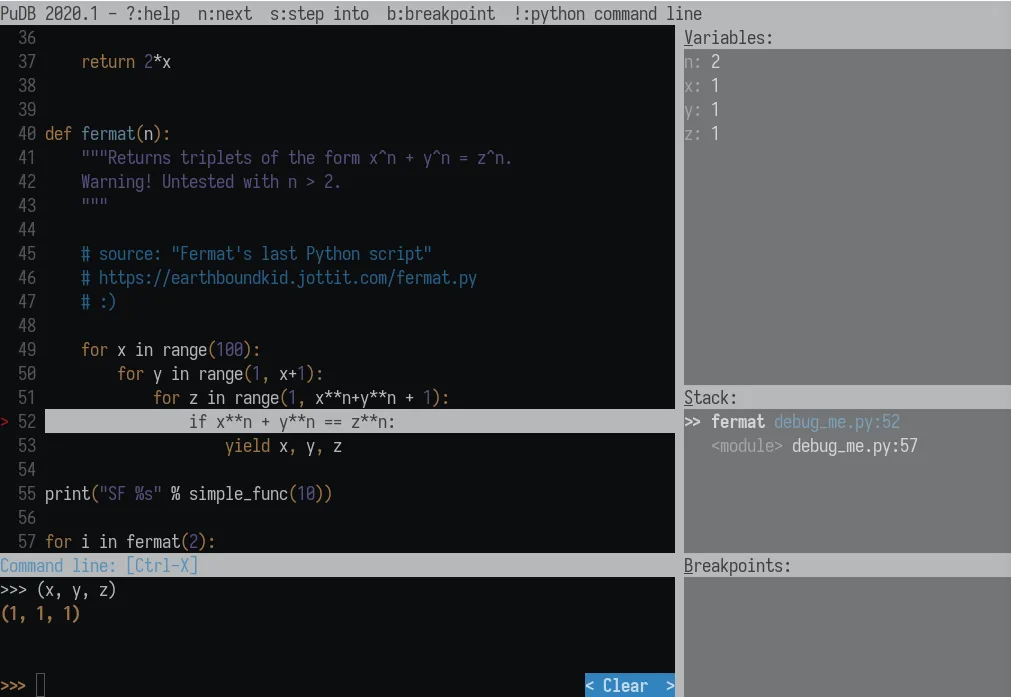 PuDB 2020.1 - ?:help  n:next  s:step into  b:breakpoint  !:python command line
36
37     return 2*x
38
39
40 def fermat(n):
41     """Returns triplets of the form x^n + y^n = z^n.
42     Warning! Untested with n > 2.
43     """
44
45     # source: "Fermat's last Python script"
46     # https://earthboundkid.jottit.com/fermat.py
47     # :)
48
49     for x in range(100):
50         for y in range(1, x+1):
51             for z in range(1, x**n+y**n + 1):
> 52                 if x**n + y**n == z**n:
53                     yield x, y, z
54
55 print("SF %s" % simple_func(10))
56
57 for i in fermat(2):
Command line: [Ctrl-X]
>>> (x, y, z)
(1, 1, 1)
>>>
< Clear  >
Variables:
n: 2
x: 1
y: 1
z: 1
Stack:
>> fermat debug_me.py:52
<module> debug_me.py:57
Breakpoints: